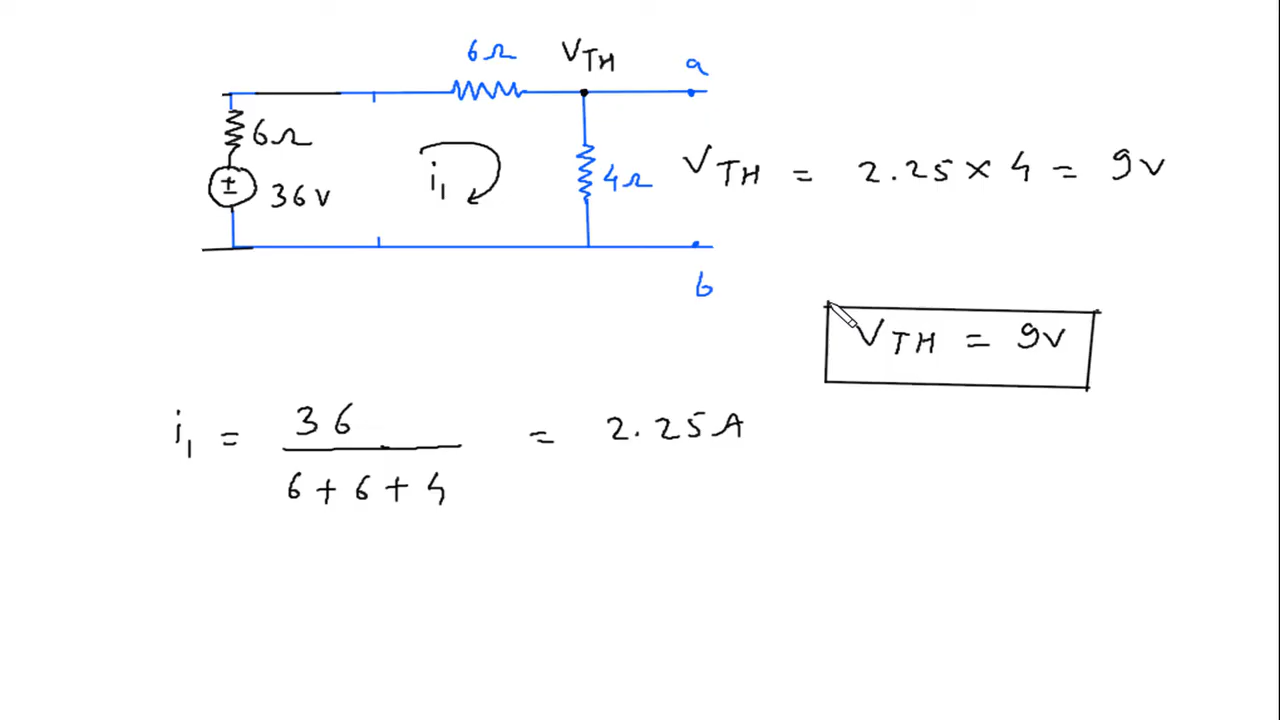 6Ω V_TH a
6Ω
36V
i₁
4Ω
V_TH = 2.25 × 4 = 9V
b
V_TH = 9V
i₁ = 36 / 6+6+4 = 2.25A